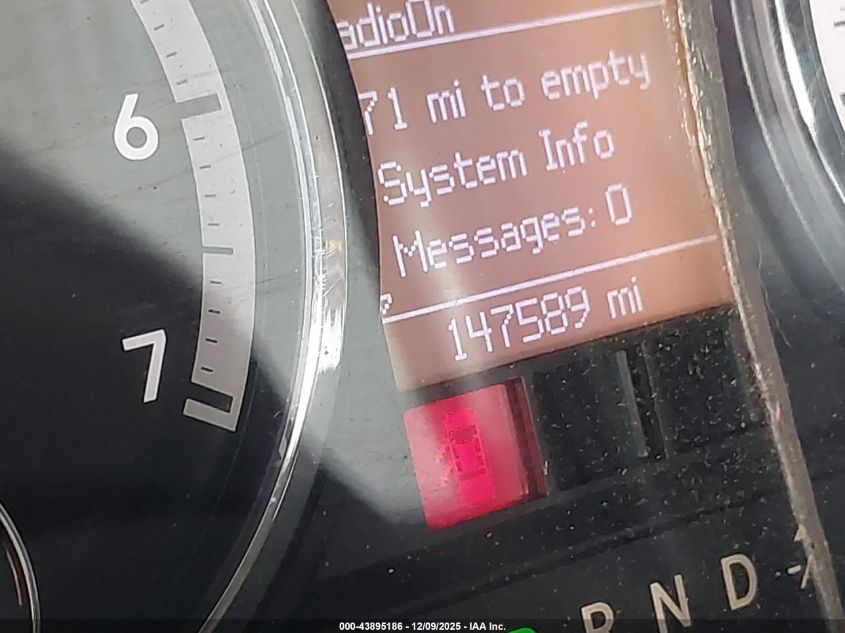 adioOn
71 mi to empty
System Info
Messages: 0
147589 mi
6
7
RND
000-43895186 - 12/09/2025 - IAA Inc.